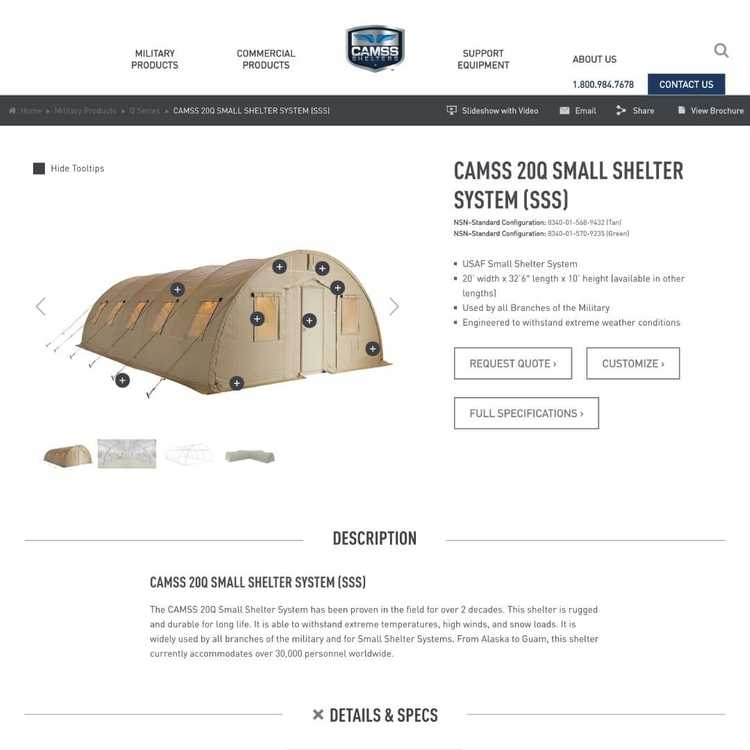 MILITARY
PRODUCTS
COMMERCIAL
PRODUCTS
CAMSS
SHELTERS
SUPPORT
EQUIPMENT
ABOUT US
1.800.984.7678
CONTACT US
Home ▸ Military Products ▸ Q Series ▸ CAMSS 20Q SMALL SHELTER SYSTEM (SSS)
Slideshow with Video
Email
Share
View Brochure
Hide Tooltips
CAMSS 20Q SMALL SHELTER
SYSTEM (SSS)
NSN-Standard Configuration: 8340-01-568-9432 (Tan)
NSN-Standard Configuration: 8340-01-570-9235 (Green)
USAF Small Shelter System
20' width x 32'6" length x 10' height (available in other
lengths)
Used by all Branches of the Military
Engineered to withstand extreme weather conditions
REQUEST QUOTE ›
CUSTOMIZE ›
FULL SPECIFICATIONS ›
DESCRIPTION
CAMSS 20Q SMALL SHELTER SYSTEM (SSS)
The CAMSS 20Q Small Shelter System has been proven in the field for over 2 decades. This shelter is rugged
and durable for long life. It is able to withstand extreme temperatures, high winds, and snow loads. It is
widely used by all branches of the military and for Small Shelter Systems. From Alaska to Guam, this shelter
currently accommodates over 30,000 personnel worldwide.
DETAILS & SPECS